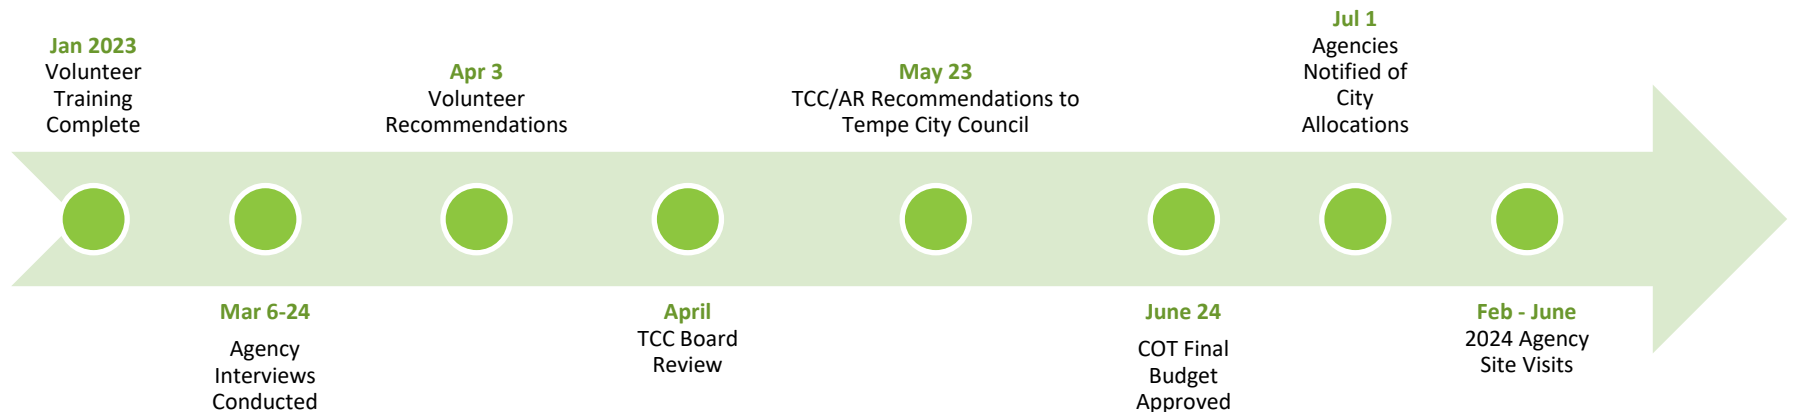 Jan 2023
Volunteer
Training
Complete
Mar 6-24
Agency
Interviews
Conducted
Apr 3
Volunteer
Recommendations
April
TCC Board
Review
May 23
TCC/AR Recommendations to
Tempe City Council
June 24
COT Final
Budget
Approved
Jul 1
Agencies
Notified of
City
Allocations
Feb - June
2024 Agency
Site Visits